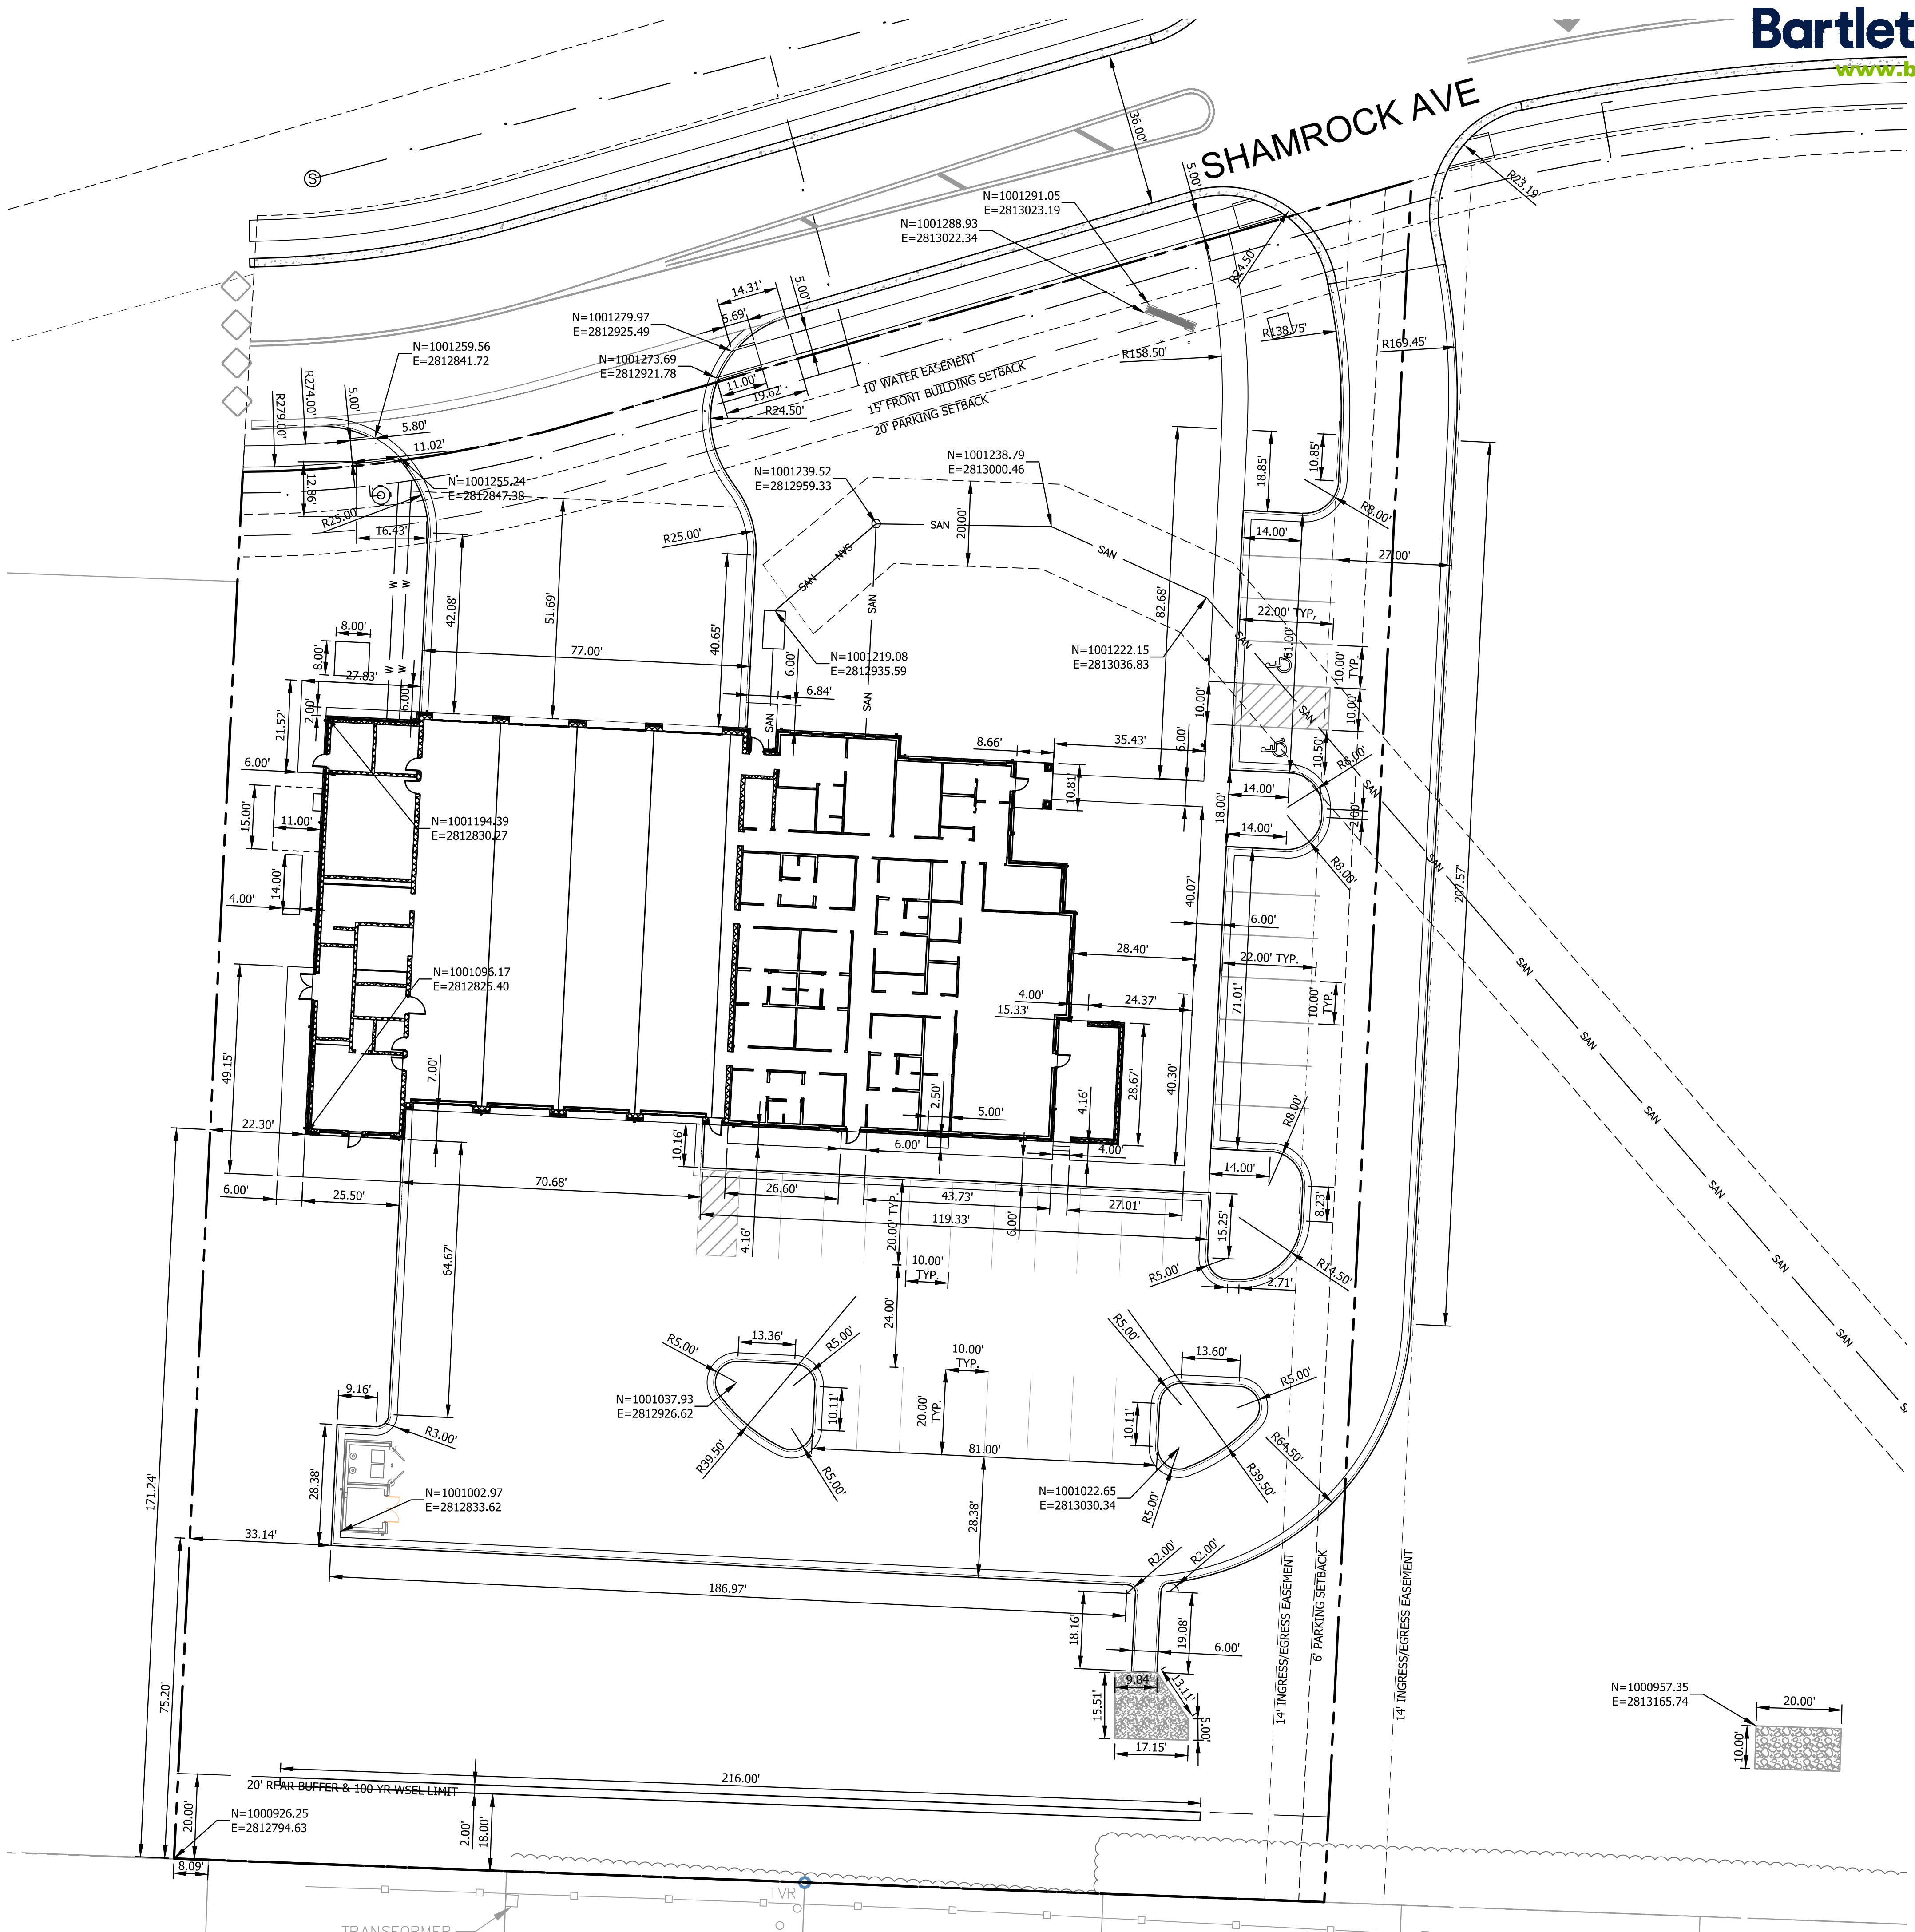 Bartlet
www.b
SHAMROCK AVE
36.00'
5.00'
R23.19'
S
N=1001291.05
E=2813023.19
N=1001288.93
E=2813022.34
R24.50'
14.31'
5.69'
5.00'
N=1001279.97
E=2812925.49
N=1001273.69
E=2812921.78
N=1001259.56
E=2812841.72
R138.75'
R169.45'
R158.50'
11.00'
19.62'
R24.50'
10' WATER EASEMENT
15' FRONT BUILDING SETBACK
20' PARKING SETBACK
R279.00'
R274.00'
5.00'
5.80'
11.02'
12.86'
N=1001255.24
E=2812847.38
R25.00'
16.43'
N=1001239.52
E=2812959.33
N=1001238.79
E=2813000.46
18.85'
10.85'
R8.00'
R25.00'
SAN
20.00'
SAN
SAN
14.00'
27.00'
SAN
SAN
W
W
42.08'
51.69'
40.65'
SAN
82.68'
22.00' TYP.
61.00'
8.00'
8.00'
W
W
77.00'
N=1001219.08
E=2812935.59
N=1001222.15
E=2813036.83
SAN
10.00'
TYP.
27.83'
6.00'
2.00'
21.52'
6.00'
6.84'
SAN
SAN
10.00'
10.00'
SAN
8.66'
35.43'
6.00'
10.50'
R8.00'
6.00'
10.81'
14.00'
SAN
15.00'
11.00'
N=1001194.39
E=2812830.27
18.00'
14.00'
2.00'
R8.00'
SAN
207.57'
14.00'
4.00'
40.07'
6.00'
28.40'
22.00' TYP.
SAN
N=1001096.17
E=2812825.40
4.00'
24.37'
15.33'
71.01'
10.00'
TYP.
SAN
49.15'
7.00'
2.50'
5.00'
4.16'
28.67'
40.30'
R8.00'
SAN
22.30'
10.16'
6.00'
4.00'
14.00'
6.00'
25.50'
70.68'
26.60'
43.73'
27.01'
119.33'
8.23'
SAN
64.67'
4.16'
20.00' TYP.
6.00'
15.25'
10.00'
TYP.
R5.00'
2.71'
R14.50'
SAN
24.00'
R5.00'
13.36'
R5.00'
10.00'
TYP.
R5.00'
13.60'
R5.00'
SAN
9.16'
N=1001037.93
E=2812926.62
10.11'
20.00'
TYP.
10.11'
R3.00'
R39.50'
81.00'
R64.50'
171.24'
28.38'
R5.00'
R39.50'
N=1001002.97
E=2812833.62
N=1001022.65
E=2813030.34
R5.00'
28.38'
33.14'
R2.00'
R2.00'
186.97'
18.16'
19.08'
6.00'
14' INGRESS/EGRESS EASEMENT
6' PARKING SETBACK
14' INGRESS/EGRESS EASEMENT
9.84'
13.11'
15.51'
5.00'
17.15'
75.20'
N=1000957.35
E=2813165.74
20.00'
10.00'
216.00'
20' REAR BUFFER & 100 YR WSEL LIMIT
20.00'
N=1000926.25
E=2812794.63
2.00'
18.00'
8.09'
TVR
TRANSFORMER